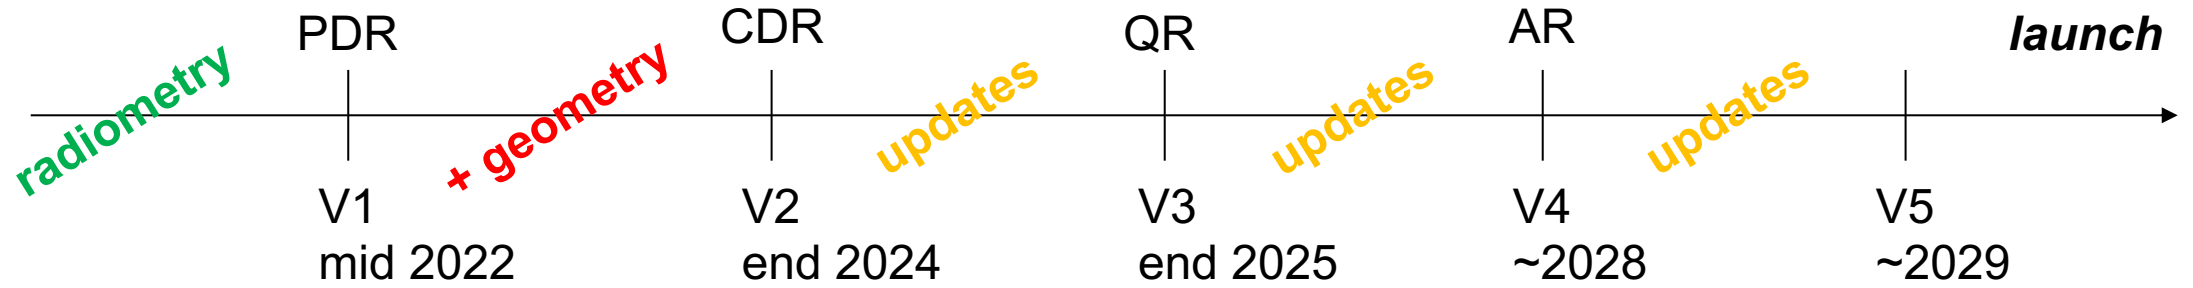 PDR CDR QR AR launch
radiometry + geometry updates updates updates
V1 V2 V3 V4 V5
mid 2022 end 2024 end 2025 ~2028 ~2029